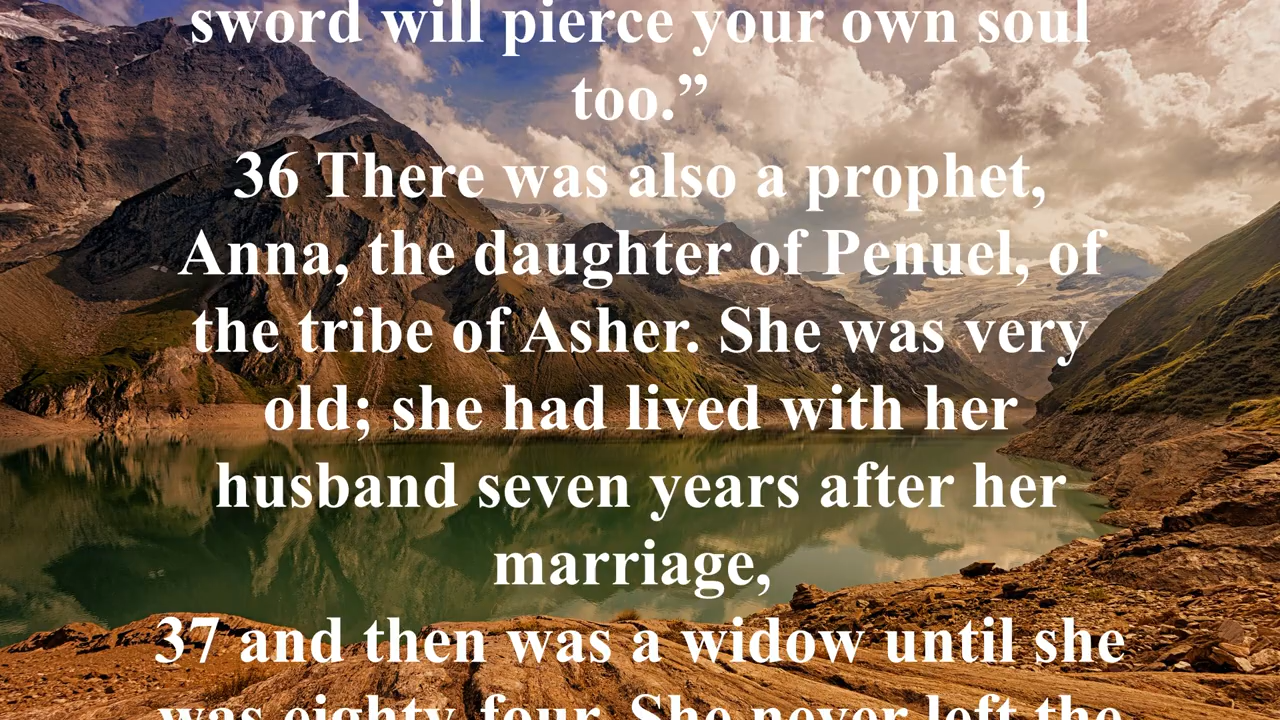 sword will pierce your own soul
too.”
36 There was also a prophet,
Anna, the daughter of Penuel, of
the tribe of Asher. She was very
old; she had lived with her
husband seven years after her
marriage,
37 and then was a widow until she
was eighty-four. She never left the